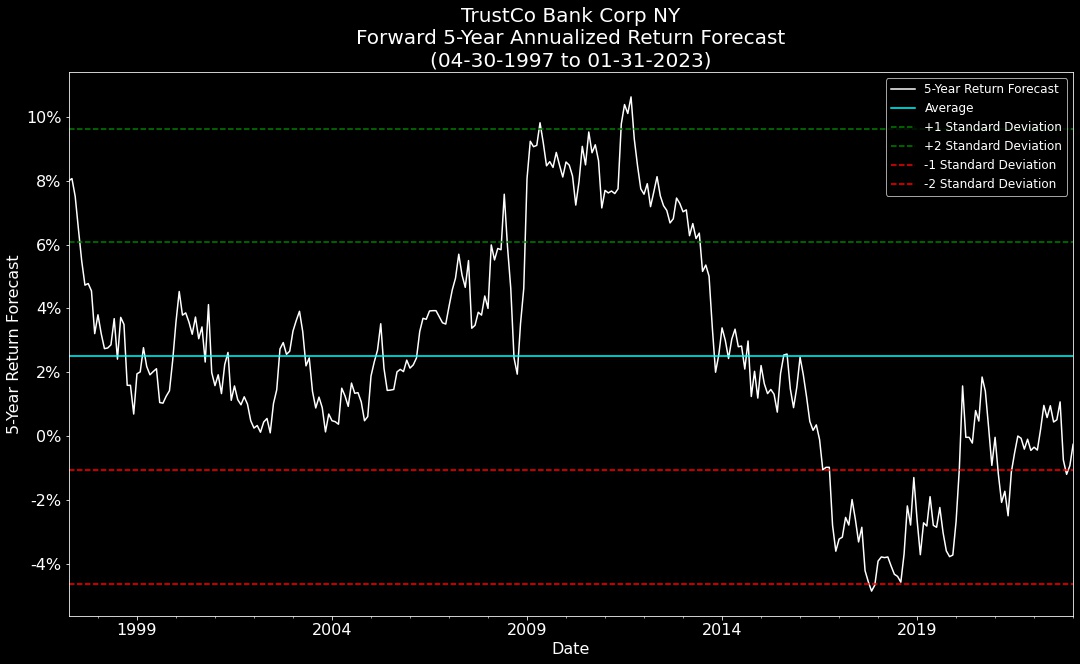 TrustCo Bank Corp NY
Forward 5-Year Annualized Return Forecast
(04-30-1997 to 01-31-2023)
5-Year Return Forecast
Average
+1 Standard Deviation
+2 Standard Deviation
-1 Standard Deviation
-2 Standard Deviation
5-Year Return Forecast
10%
8%
6%
4%
2%
0%
-2%
-4%
1999
2004
2009
2014
2019
Date